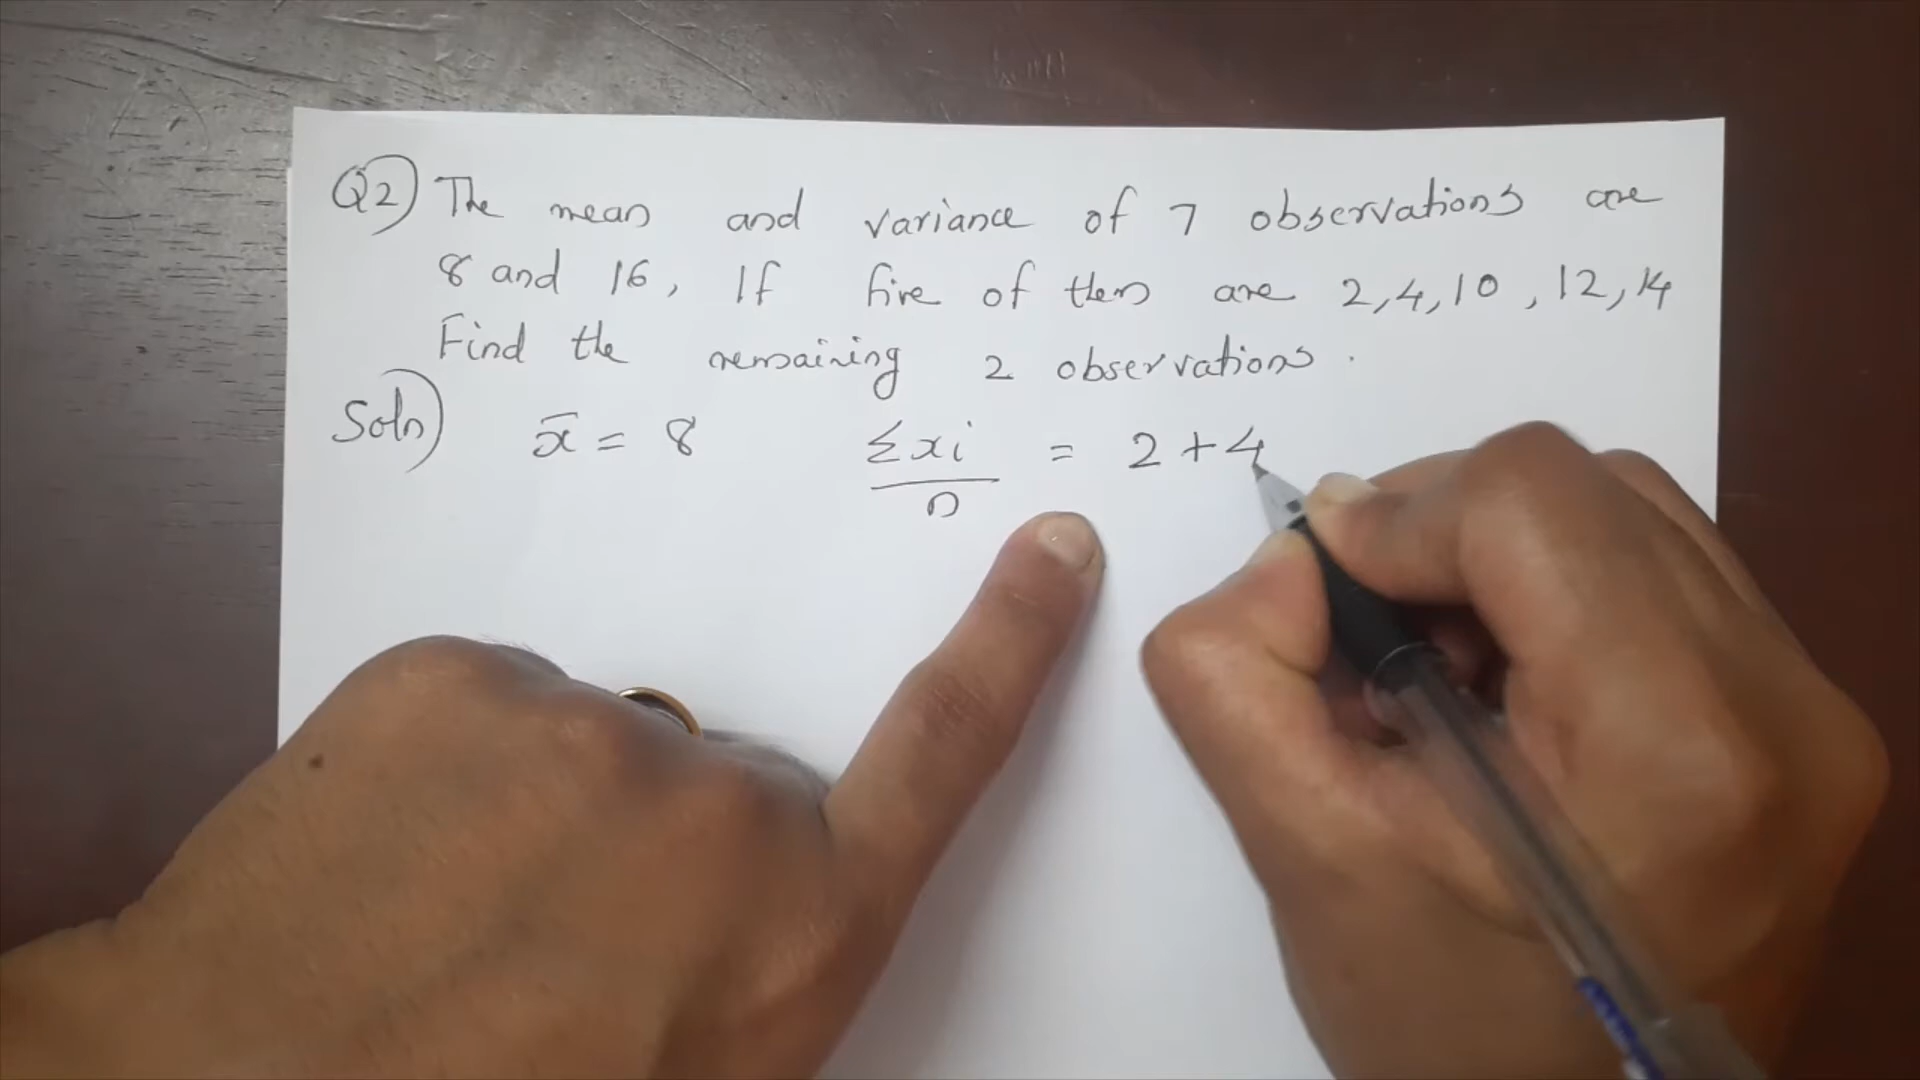 Q2) The mean and variance of 7 observations are
8 and 16, If five of them are 2,4,10,12,14
Find the remaining 2 observations.
Soln) x̄ = 8 Σxi = 2+4
n